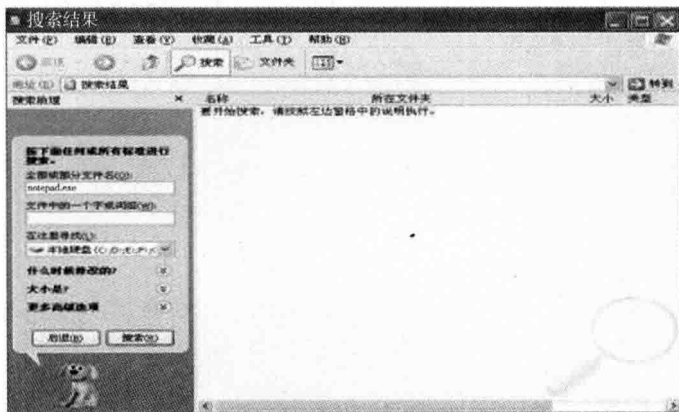 搜索结果
文件(F) 编辑(E) 查看(V) 收藏(A) 工具(T) 帮助(H)
后退 搜索 文件夹
地址(D) 搜索结果 转到
搜索助理 × 名称 所在文件夹 大小 类型
要开始搜索，请按照左边窗格中的说明执行。
按下面任何或所有标准进行
搜索。
全部或部分文件名(O):
notepad.exe
文件中的一个字或词组(W):
在这里寻找(L):
本地硬盘
什么时候修改的?
大小是?
更多高级选项
后退(B) 搜索(R)